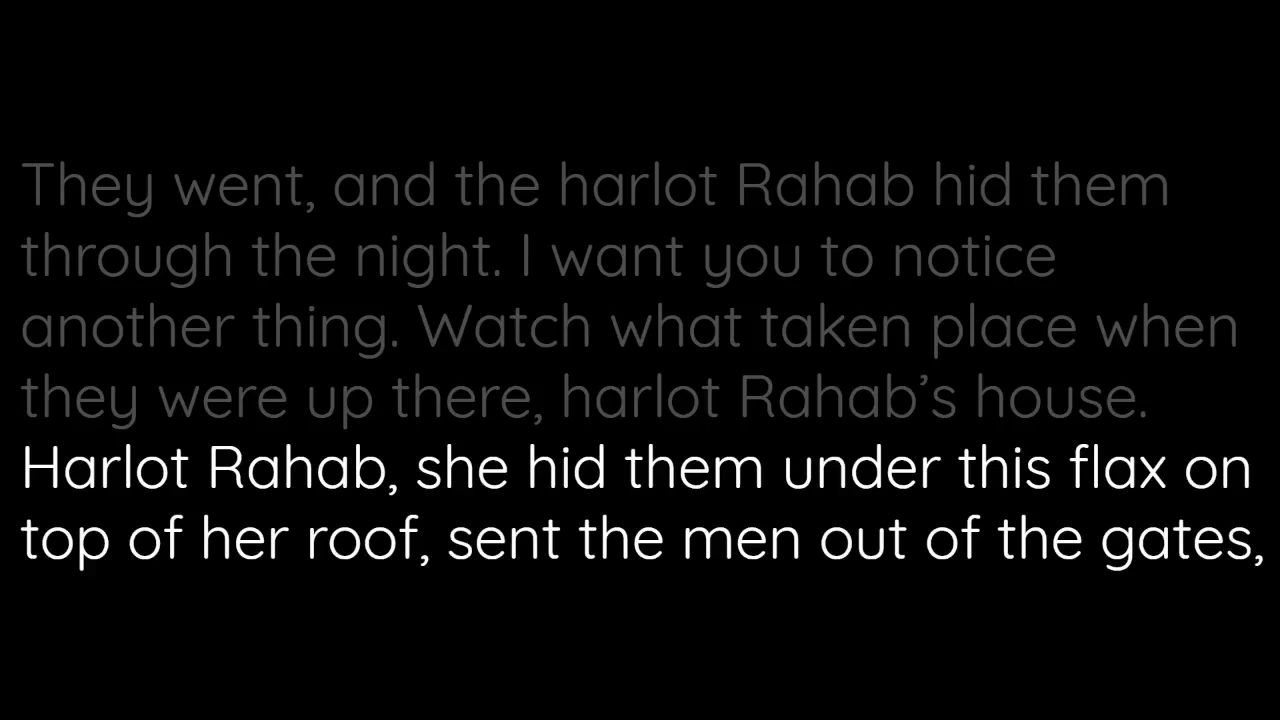 They went, and the harlot Rahab hid them
through the night. I want you to notice
another thing. Watch what taken place when
they were up there, harlot Rahab’s house.
Harlot Rahab, she hid them under this flax on
top of her roof, sent the men out of the gates,